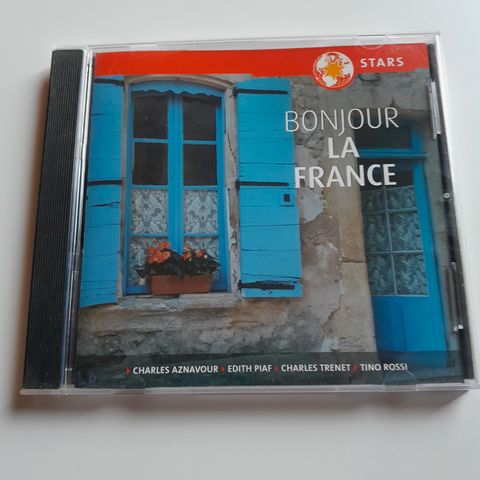 STARS
BONJOUR
LA
FRANCE
› CHARLES AZNAVOUR › EDITH PIAF › CHARLES TRENET › TINO ROSSI